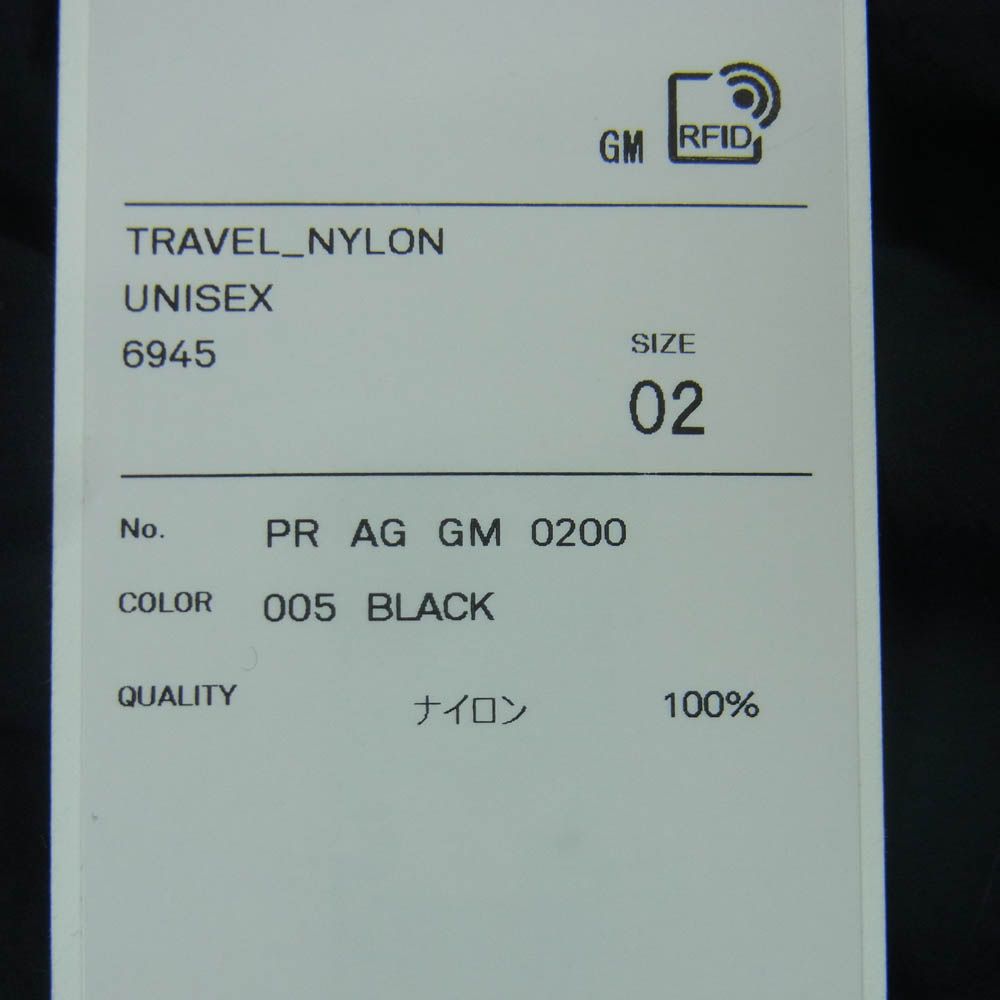 GM RFID
TRAVEL_NYLON
UNISEX
6945
SIZE
02
No. PR AG GM 0200
COLOR 005 BLACK
QUALITY ナイロン 100%